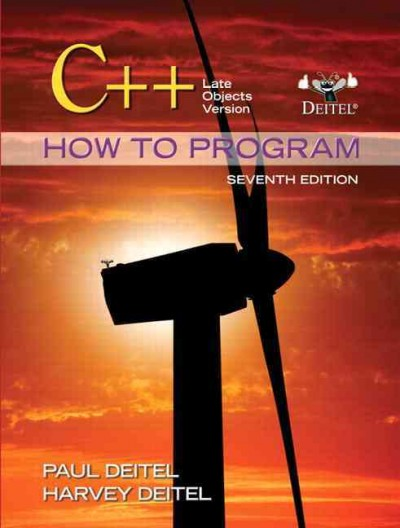 C++
Late
Objects
Version
DEITEL®
HOW TO PROGRAM
SEVENTH EDITION
PAUL DEITEL
HARVEY DEITEL